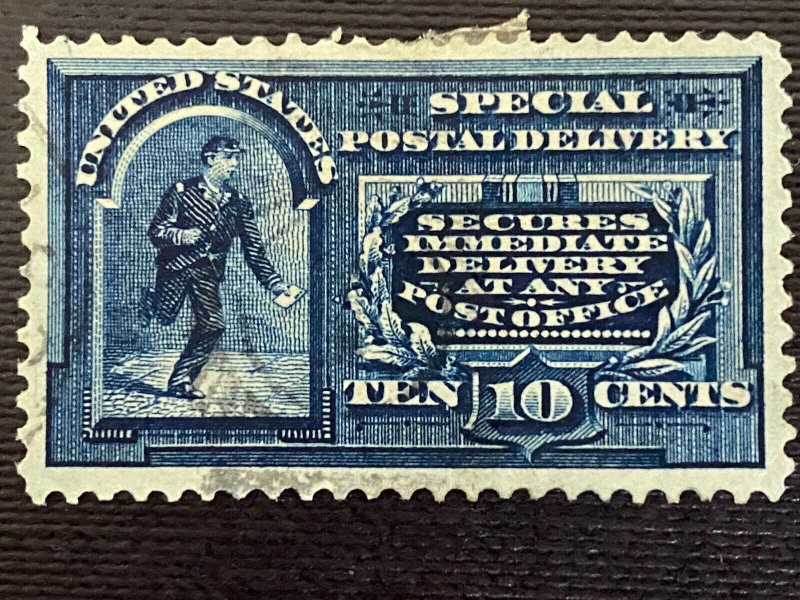 UNITED STATES
SPECIAL
POSTAL DELIVERY
SECURES
IMMEDIATE
DELIVERY
AT ANY
POST OFFICE
TEN 10 CENTS